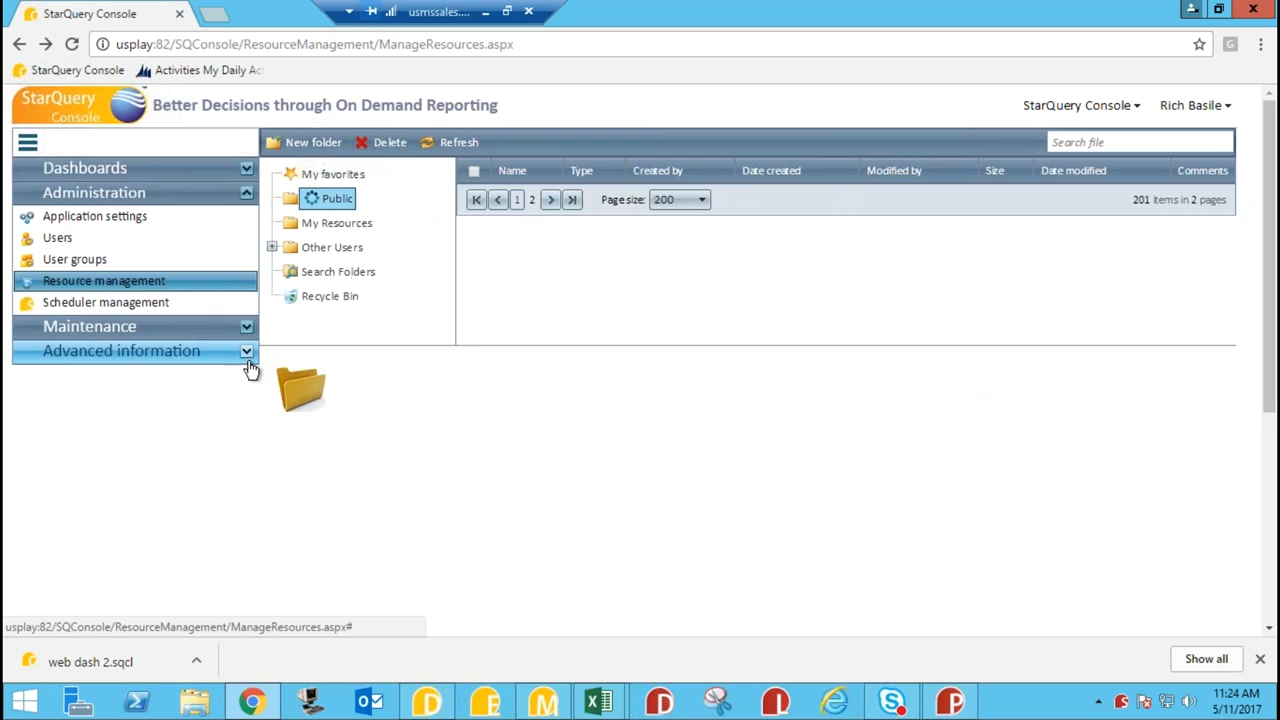 StarQuery Console
usmssales....
usplay:82/SQConsole/ResourceManagement/ManageResources.aspx
StarQuery Console
Activities My Daily Act
StarQuery
Console
Better Decisions through On Demand Reporting
StarQuery Console
Rich Basile
New folder
Delete
Refresh
Search file
Dashboards
Administration
Application settings
Users
User groups
Resource management
Scheduler management
Maintenance
Advanced information
My favorites
Public
My Resources
Other Users
Search Folders
Recycle Bin
Name Type Created by Date created Modified by Size Date modified Comments
1 2 Page size: 200 201 items in 2 pages
usplay:82/SQConsole/ResourceManagement/ManageResources.aspx#
web dash 2.sqcl
Show all
11:24 AM
5/11/2017